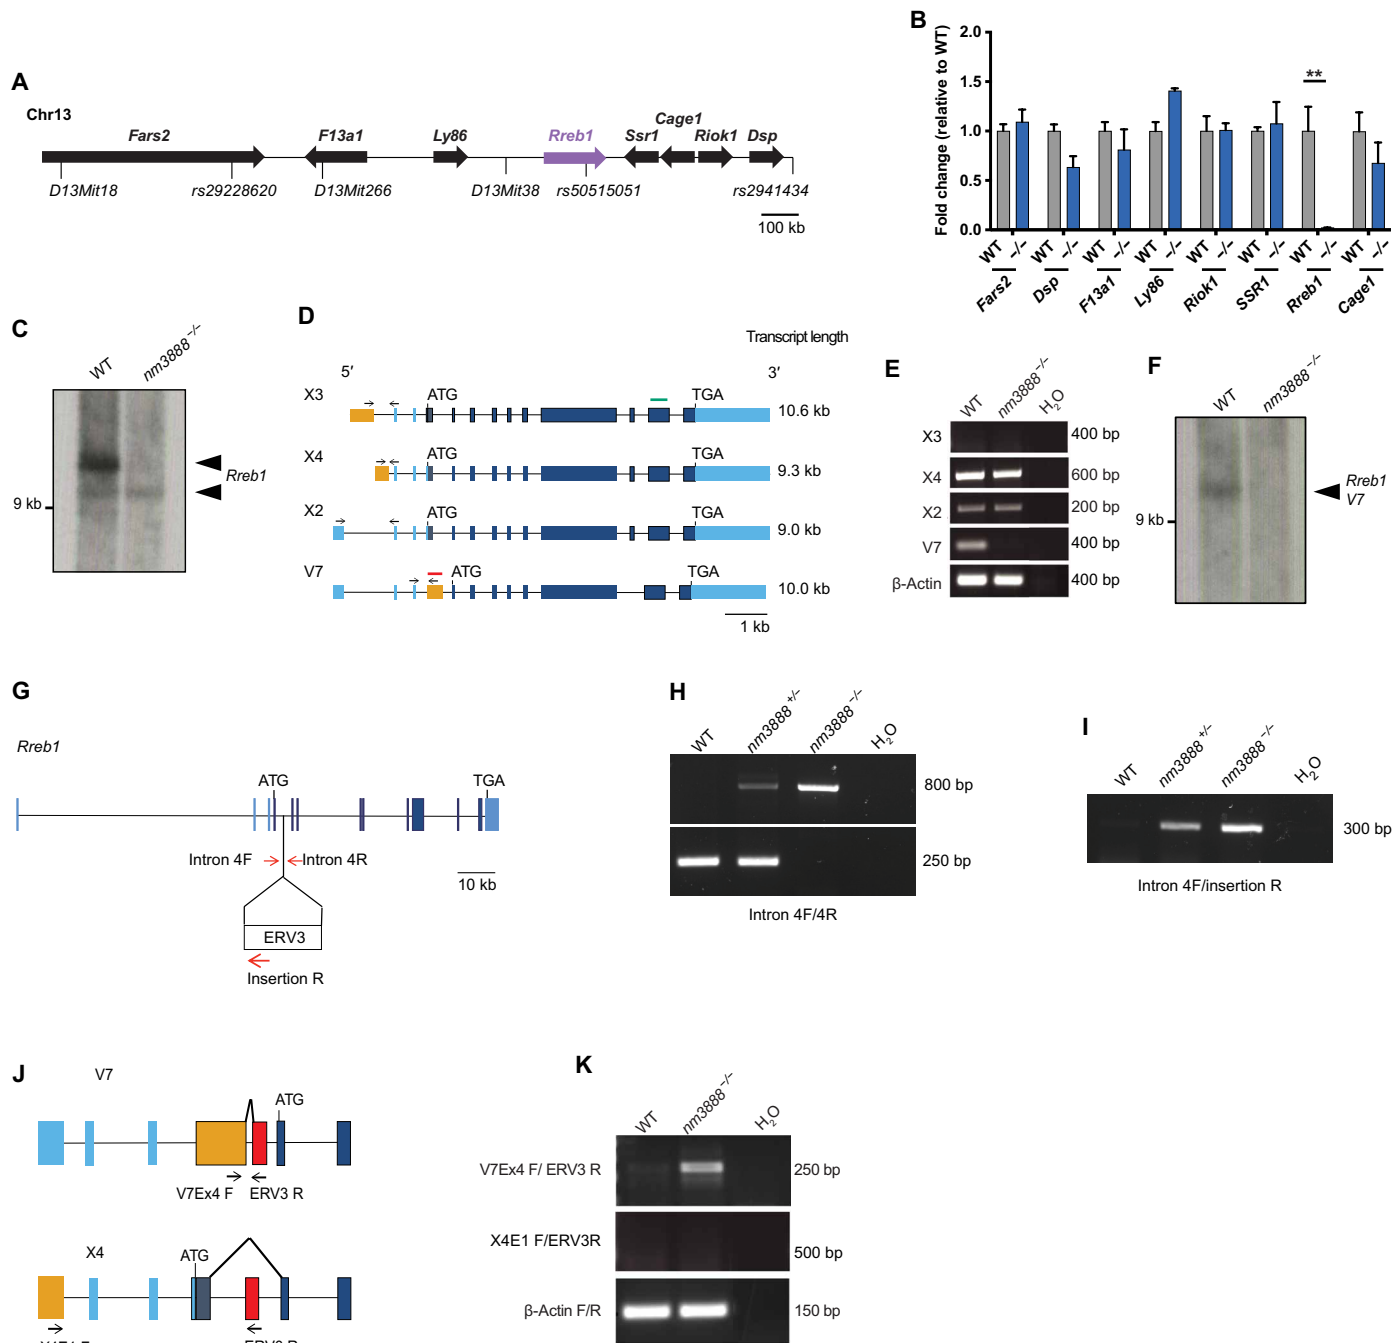 A
Chr13
Fars2 F13a1 Ly86 Rreb1 Ssr1 Cage1 Riok1 Dsp
D13Mit18 rs29228620 D13Mit266 D13Mit38 rs50515051 rs2941434
100 kb
B
Fold change (relative to WT)
2.0
1.5
1.0
0.5
0.0
**
WT -/- WT -/- WT -/- WT -/- WT -/- WT -/- WT -/- WT -/-
Fars2 Dsp F13a1 Ly86 Riok1 SSR1 Rreb1 Cage1
C
WT nm3888-/-
Rreb1
9 kb
D
Transcript length
5′ 3′
X3 ATG TGA 10.6 kb
X4 ATG TGA 9.3 kb
X2 ATG TGA 9.0 kb
V7 ATG TGA 10.0 kb
1 kb
E
WT nm3888-/- H2O
X3 400 bp
X4 600 bp
X2 200 bp
V7 400 bp
β-Actin 400 bp
F
WT nm3888-/-
Rreb1
V7
9 kb
G
Rreb1
ATG TGA
Intron 4F Intron 4R
10 kb
ERV3
Insertion R
H
WT nm3888+/- nm3888-/- H2O
800 bp
250 bp
Intron 4F/4R
I
WT nm3888+/- nm3888-/- H2O
300 bp
Intron 4F/insertion R
J
V7
ATG
V7Ex4 F ERV3 R
X4
ATG
K
WT nm3888-/- H2O
V7Ex4 F/ ERV3 R 250 bp
X4E1 F/ERV3R 500 bp
β-Actin F/R 150 bp